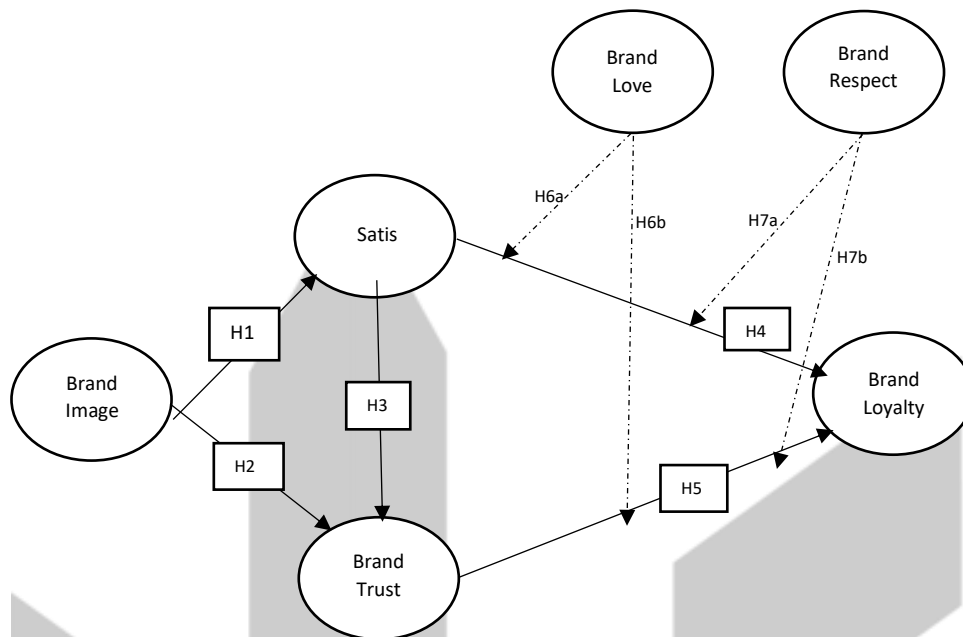 Brand
Love
Brand
Respect
H6a
H6b
H7a
H7b
Satis
H1
H4
Brand
Image
H3
Brand
Loyalty
H2
H5
Brand
Trust